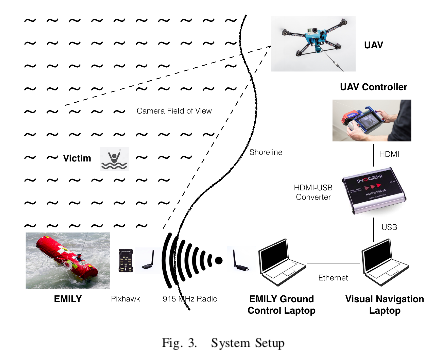 UAV
UAV Controller
Camera Field of View
HDMI
Shoreline
Victim
HDMI-USB
Converter
USB
Ethernet
EMILY
Pixhawk
915 MHz Radio
EMILY Ground
Control Laptop
Visual Navigation
Laptop
Fig. 3. System Setup